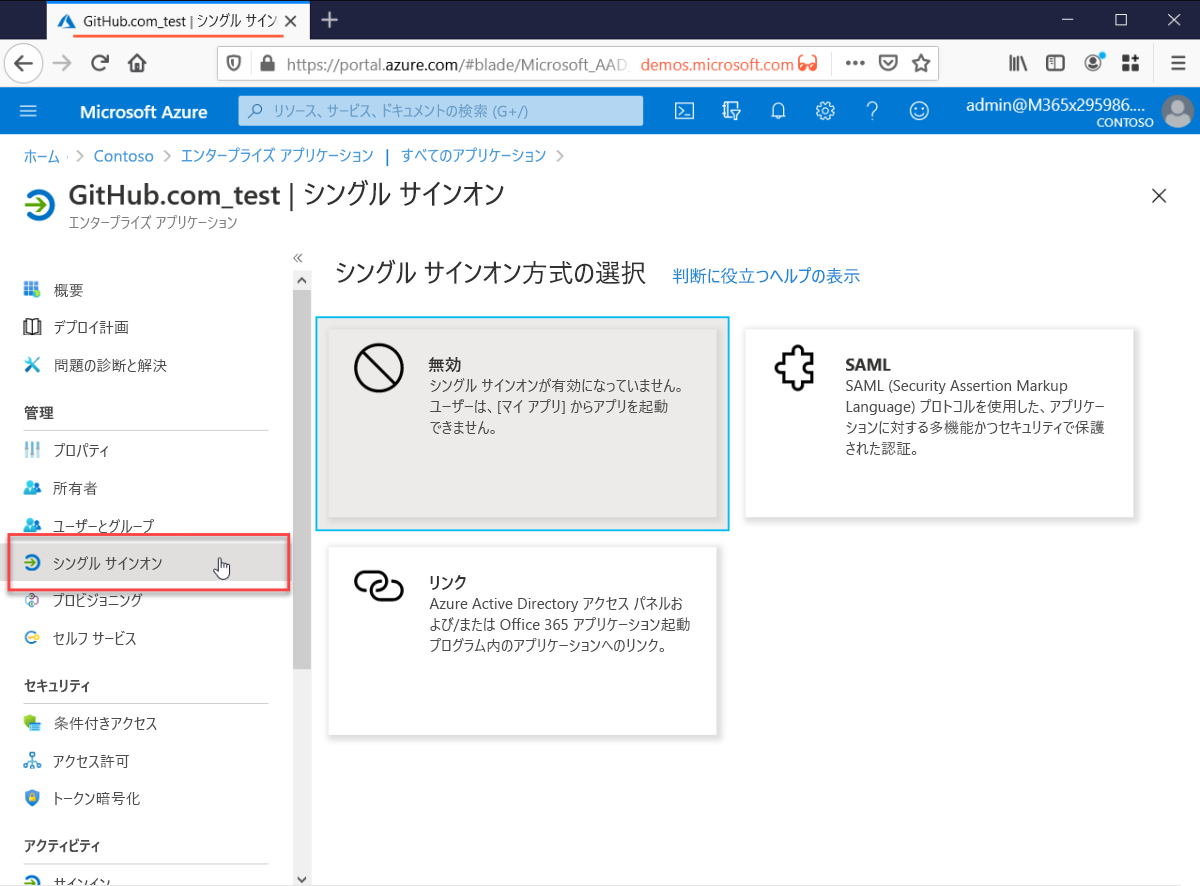 GitHub.com_test | シングル サイン
https://portal.azure.com/#blade/Microsoft_AAD_ demos.microsoft.com
Microsoft Azure
リソース、サービス、ドキュメントの検索 (G+/)
admin@M365x295986....
CONTOSO
ホーム > Contoso > エンタープライズ アプリケーション | すべてのアプリケーション >
GitHub.com_test | シングル サインオン
エンタープライズ アプリケーション
«
概要
デプロイ計画
問題の診断と解決
管理
プロパティ
所有者
ユーザーとグループ
シングル サインオン
プロビジョニング
セルフ サービス
セキュリティ
条件付きアクセス
アクセス許可
トークン暗号化
アクティビティ
サインイン
シングル サインオン方式の選択 判断に役立つヘルプの表示
無効
シングル サインオンが有効になっていません。
ユーザーは、[マイ アプリ] からアプリを起動
できません。
SAML
SAML (Security Assertion Markup
Language) プロトコルを使用した、アプリケー
ションに対する多機能かつセキュリティで保護
された認証。
リンク
Azure Active Directory アクセス パネルお
よび/または Office 365 アプリケーション起動
プログラム内のアプリケーションへのリンク。